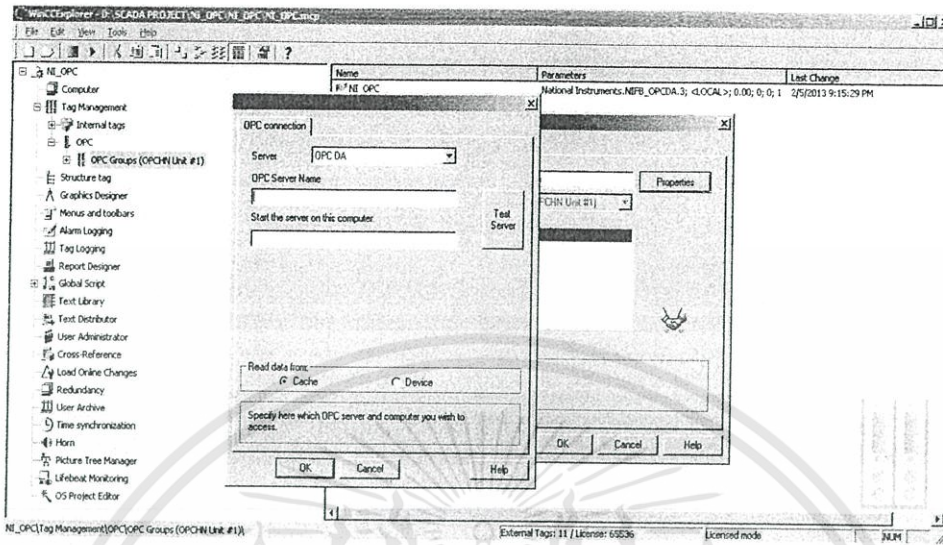 WinCCExplorer - D:\SCADA PROJECT\NI_OPC\NI_OPC\NI_OPC.mcp
File Edit View Tools Help
NI_OPC
Computer
Tag Management
Internal tags
OPC
OPC Groups (OPCHN Unit #1)
Structure tag
Graphics Designer
Menus and toolbars
Alarm Logging
Tag Logging
Report Designer
Global Script
Text Library
Text Distributor
User Administrator
Cross-Reference
Load Online Changes
Redundancy
User Archive
Time synchronization
Horn
Picture Tree Manager
Lifebeat Monitoring
OS Project Editor
Name Parameters Last Change
NI_OPC National Instruments.NIFB_OPCDA.3; <LOCAL>; 0.00; 0; 0; 1 2/5/2013 9:15:29 PM
OPC connection
Server OPC DA
OPC Server Name
Start the server on this computer
Test Server
Read data from:
Cache Device
Specify here which OPC server and computer you wish to
access.
OK Cancel Help
Properties
PCHN Unit #1)
OK Cancel Help
NI_OPC\Tag Management\OPC\OPC Groups (OPCHN Unit #1)\ External Tags: 11 / License: 65536 Licensed mode NUM